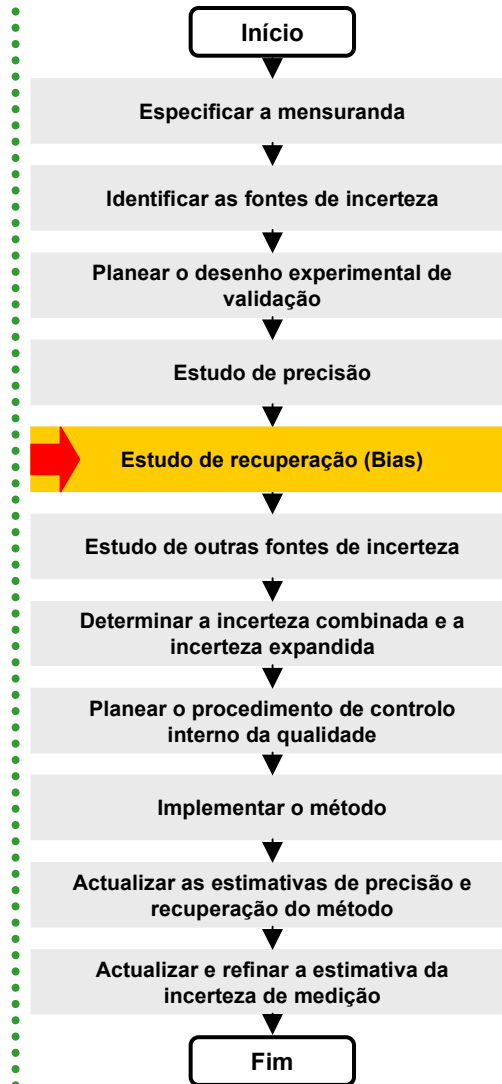 Início
Especificar a mensuranda
Identificar as fontes de incerteza
Planear o desenho experimental de
validação
Estudo de precisão
Estudo de recuperação (Bias)
Estudo de outras fontes de incerteza
Determinar a incerteza combinada e a
incerteza expandida
Planear o procedimento de controlo
interno da qualidade
Implementar o método
Actualizar as estimativas de precisão e
recuperação do método
Actualizar e refinar a estimativa da
incerteza de medição
Fim